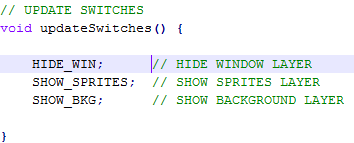 // UPDATE SWITCHES
void updateSwitches() {
HIDE_WIN; // HIDE WINDOW LAYER
SHOW_SPRITES; // SHOW SPRITES LAYER
SHOW_BKG; // SHOW BACKGROUND LAYER
}